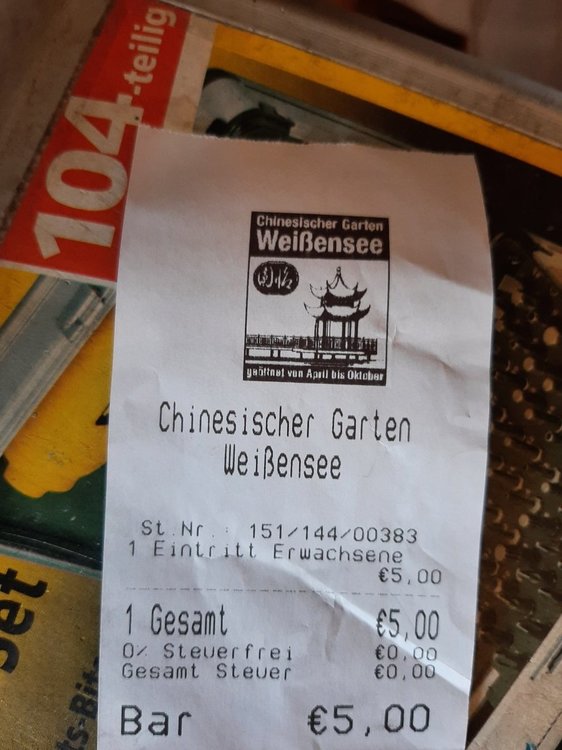 104-teilig
Chinesischer Garten
Weißensee
geöffnet von April bis Oktober
Chinesischer Garten
Weißensee
St.Nr.: 151/144/00383
1 Eintritt Erwachsene
€5,00
1 Gesamt €5,00
0% Steuerfrei €0,00
Gesamt Steuer €0,00
Bar €5,00